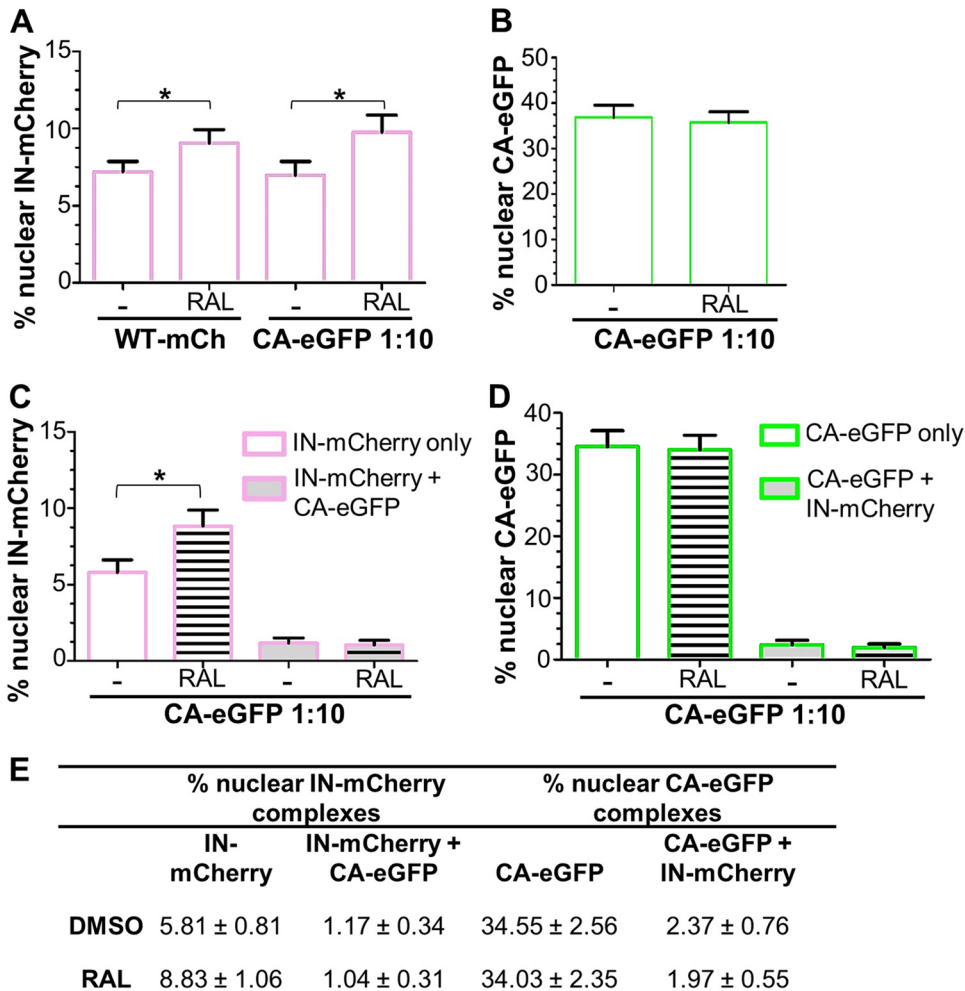 A
% nuclear IN-mCherry
15
10
5
0
*
*
- RAL - RAL
WT-mCh CA-eGFP 1:10
B
% nuclear CA-eGFP
50
40
30
20
10
0
- RAL
CA-eGFP 1:10
C
% nuclear IN-mCherry
15
10
5
0
*
IN-mCherry only
IN-mCherry +
CA-eGFP
- RAL - RAL
CA-eGFP 1:10
D
% nuclear CA-eGFP
40
30
20
10
0
CA-eGFP only
CA-eGFP +
IN-mCherry
- RAL - RAL
CA-eGFP 1:10
E
% nuclear IN-mCherry % nuclear CA-eGFP
complexes complexes
IN- IN-mCherry + CA-eGFP +
mCherry CA-eGFP CA-eGFP IN-mCherry
DMSO 5.81 ± 0.81 1.17 ± 0.34 34.55 ± 2.56 2.37 ± 0.76
RAL 8.83 ± 1.06 1.04 ± 0.31 34.03 ± 2.35 1.97 ± 0.55